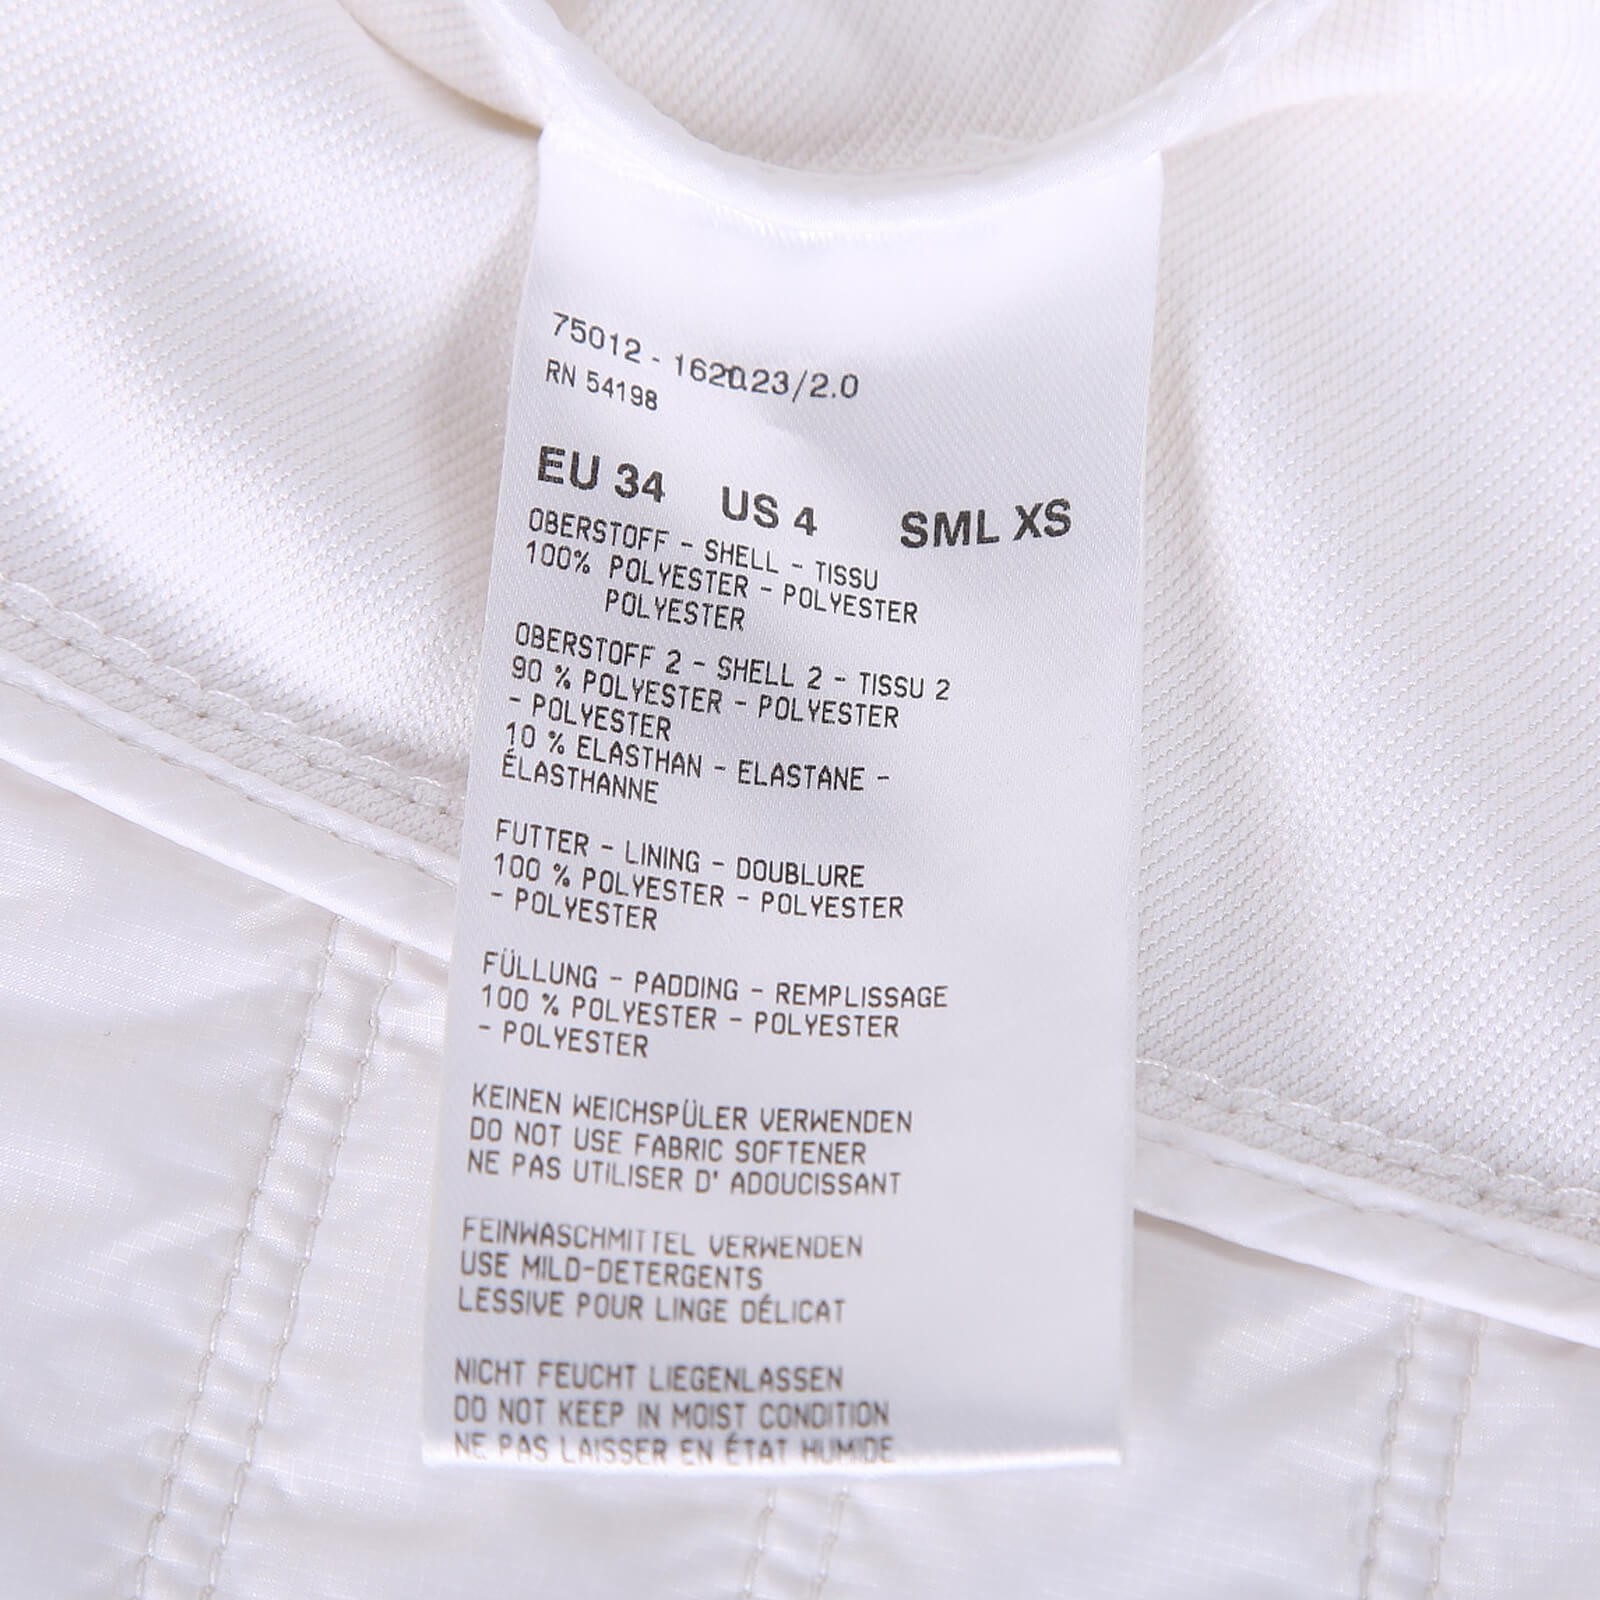 75012 - 162023/2.0
RN 54198
EU 34 US 4 SML XS
OBERSTOFF - SHELL - TISSU
100% POLYESTER - POLYESTER
POLYESTER
OBERSTOFF 2 - SHELL 2 - TISSU 2
90 % POLYESTER - POLYESTER
- POLYESTER
10 % ELASTHAN - ELASTANE -
ÉLASTHANNE
FUTTER - LINING - DOUBLURE
100 % POLYESTER - POLYESTER
- POLYESTER
FÜLLUNG - PADDING - REMPLISSAGE
100 % POLYESTER - POLYESTER
- POLYESTER
KEINEN WEICHSPÜLER VERWENDEN
DO NOT USE FABRIC SOFTENER
NE PAS UTILISER D' ADOUCISSANT
FEINWASCHMITTEL VERWENDEN
USE MILD-DETERGENTS
LESSIVE POUR LINGE DÉLICAT
NICHT FEUCHT LIEGENLASSEN
DO NOT KEEP IN MOIST CONDITION
NE PAS LAISSER EN ÉTAT HUMIDE